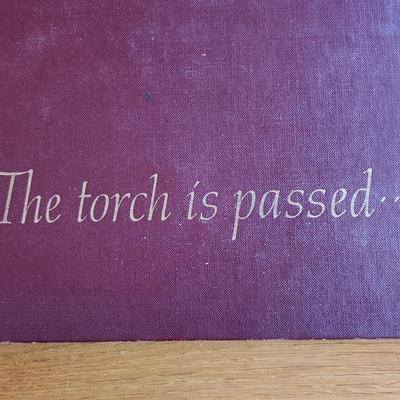 The torch is passed..